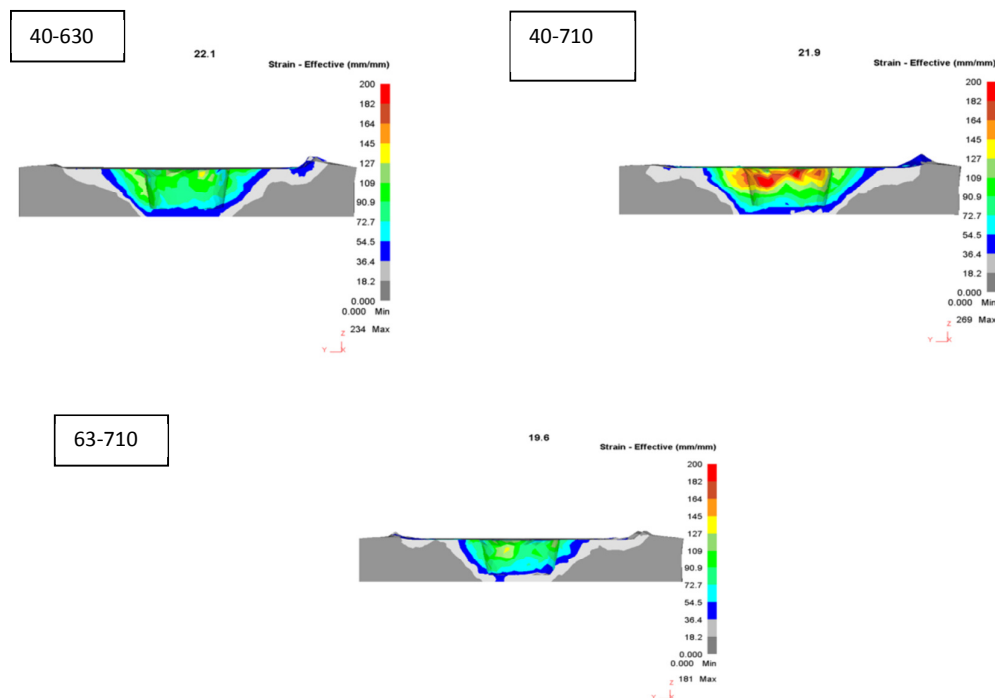 40-630
22.1
Strain - Effective (mm/mm)
200
182
164
145
127
109
90.9
72.7
54.5
36.4
18.2
0.000
0.000 Min
234 Max
Z
Y X
40-710
21.9
Strain - Effective (mm/mm)
200
182
164
145
127
109
90.9
72.7
54.5
36.4
18.2
0.000
0.000 Min
269 Max
Z
Y X
63-710
19.6
Strain - Effective (mm/mm)
200
182
164
145
127
109
90.9
72.7
54.5
36.4
18.2
0.000
0.000 Min
181 Max
Z
Y X